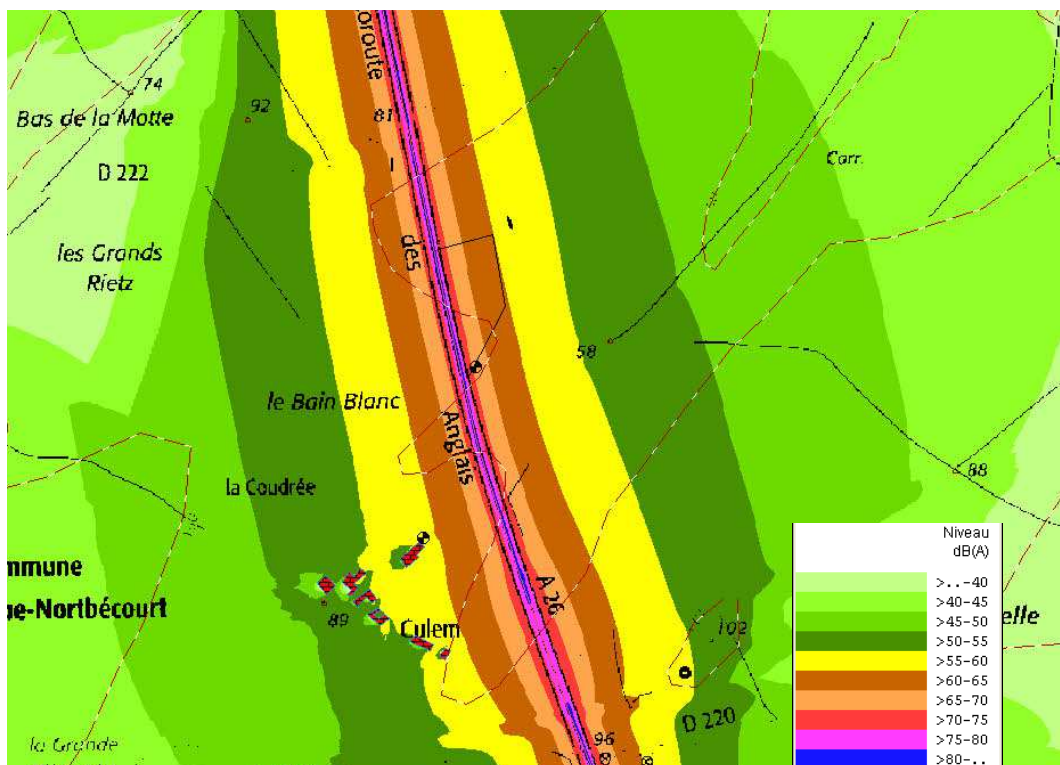 oroute
74
92
81
Bas de la Motte
D 222
Carr.
des
les Grands
Rietz
58
le Bain Blanc
Anglais
88
la Coudrée
mmune
ue-Nortbécourt
A 26
89
Culem
102
elle
D 220
96
la Grande
Niveau
dB(A)
>..-40
>40-45
>45-50
>50-55
>55-60
>60-65
>65-70
>70-75
>75-80
>80-..